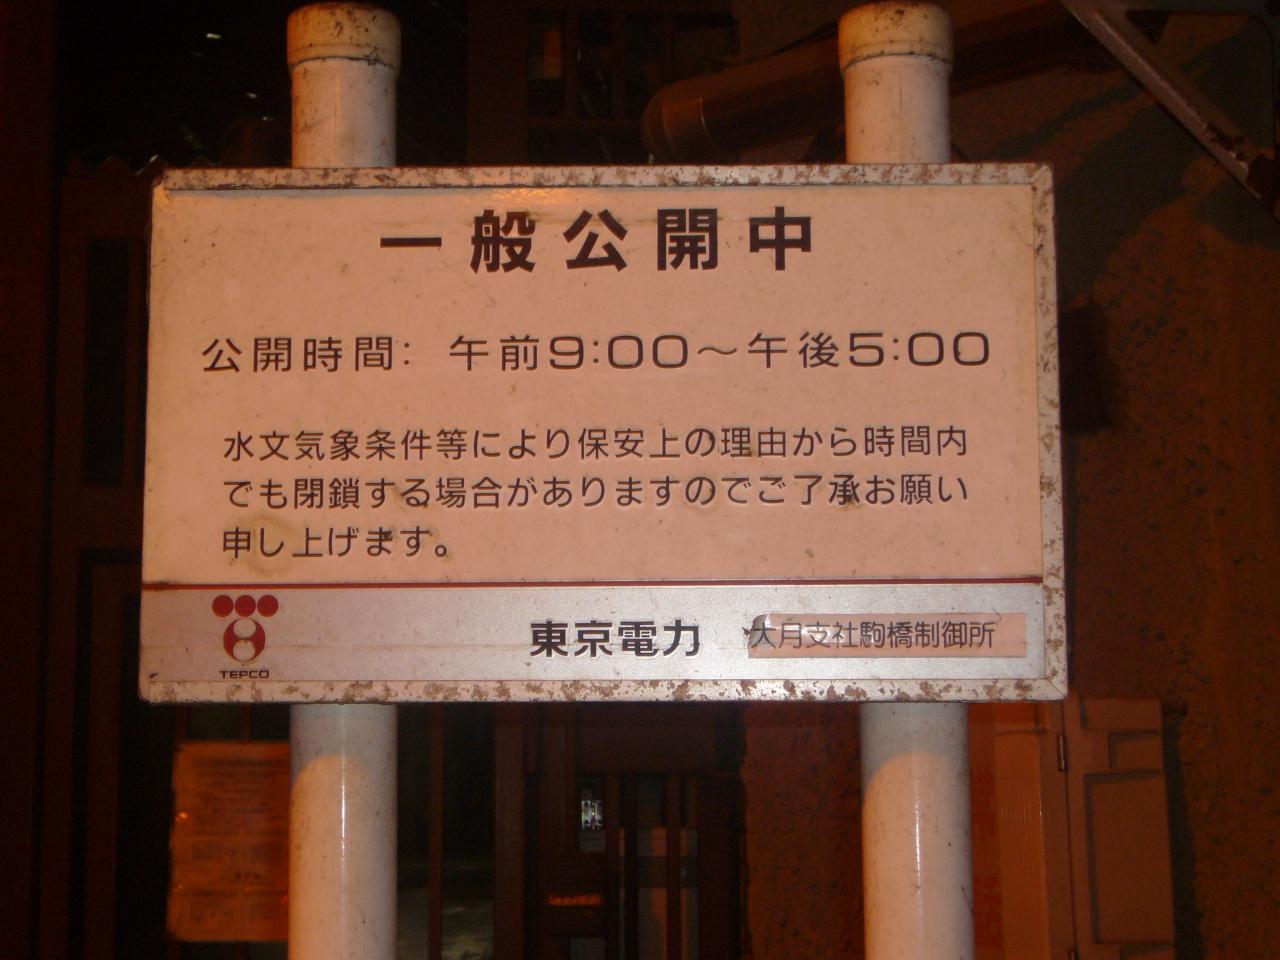 一般公開中
公開時間： 午前9:00～午後5:00
水文気象条件等により保安上の理由から時間内
でも閉鎖する場合がありますのでご了承お願い
申し上げます。
TEPCO
東京電力 大月支社駒橋制御所